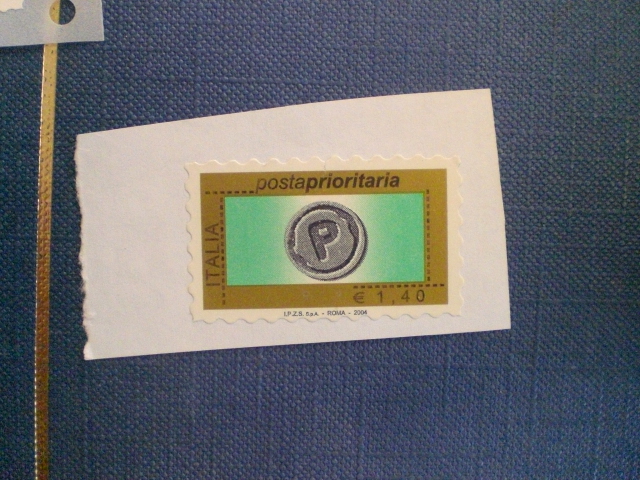 postaprioritaria
ITALIA
P
€ 1,40
I.P.Z.S. S.p.A. - ROMA - 2004